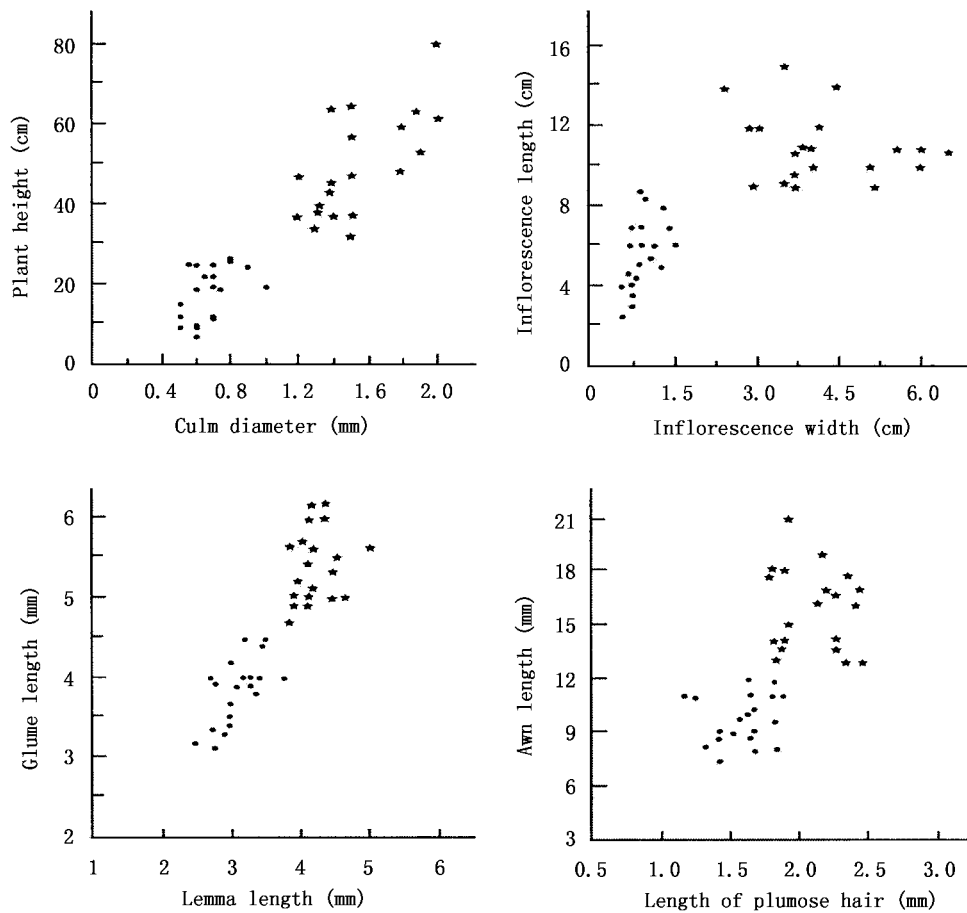 80
60
40
20
0
Plant height (cm)
0 0.4 0.8 1.2 1.6 2.0
Culm diameter (mm)
16
12
8
4
0
Inflorescence length (cm)
0 1.5 3.0 4.5 6.0
Inflorescence width (cm)
6
5
4
3
2
Glume length (mm)
1 2 3 4 5 6
Lemma length (mm)
21
18
15
12
9
6
3
Awn length (mm)
0.5 1.0 1.5 2.0 2.5 3.0
Length of plumose hair (mm)